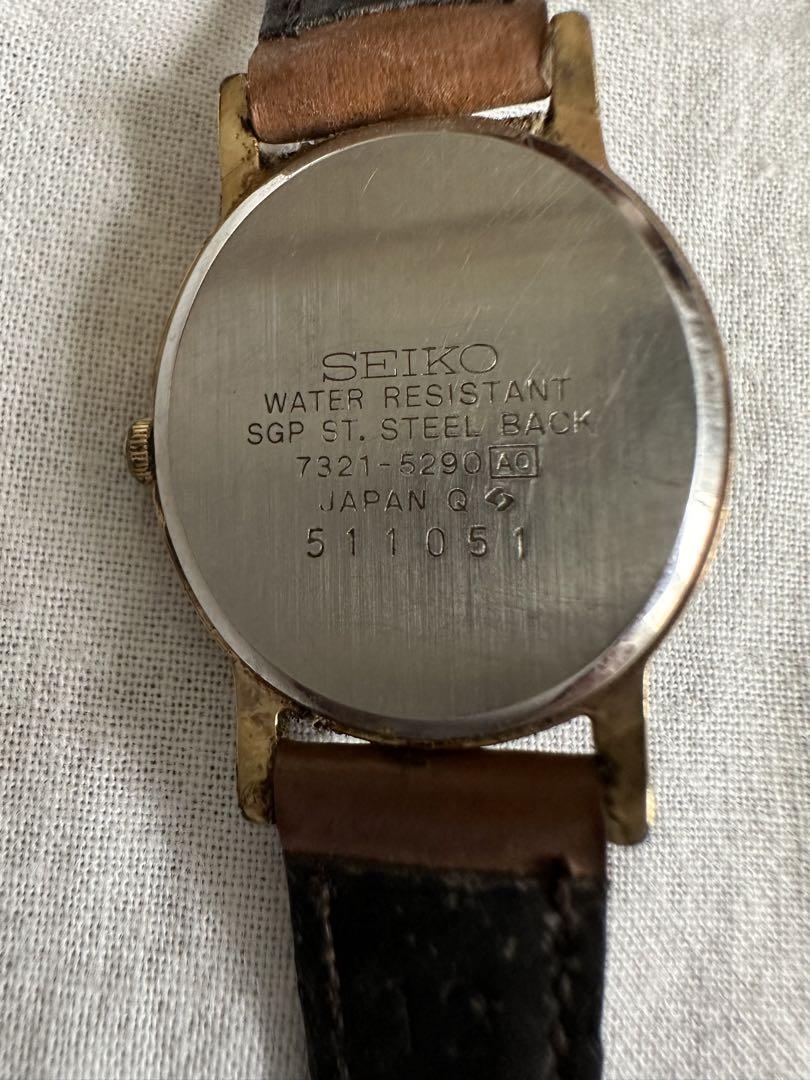 SEIKO
WATER RESISTANT
SGP ST. STEEL BACK
7321-5290 AO
JAPAN Q
511051